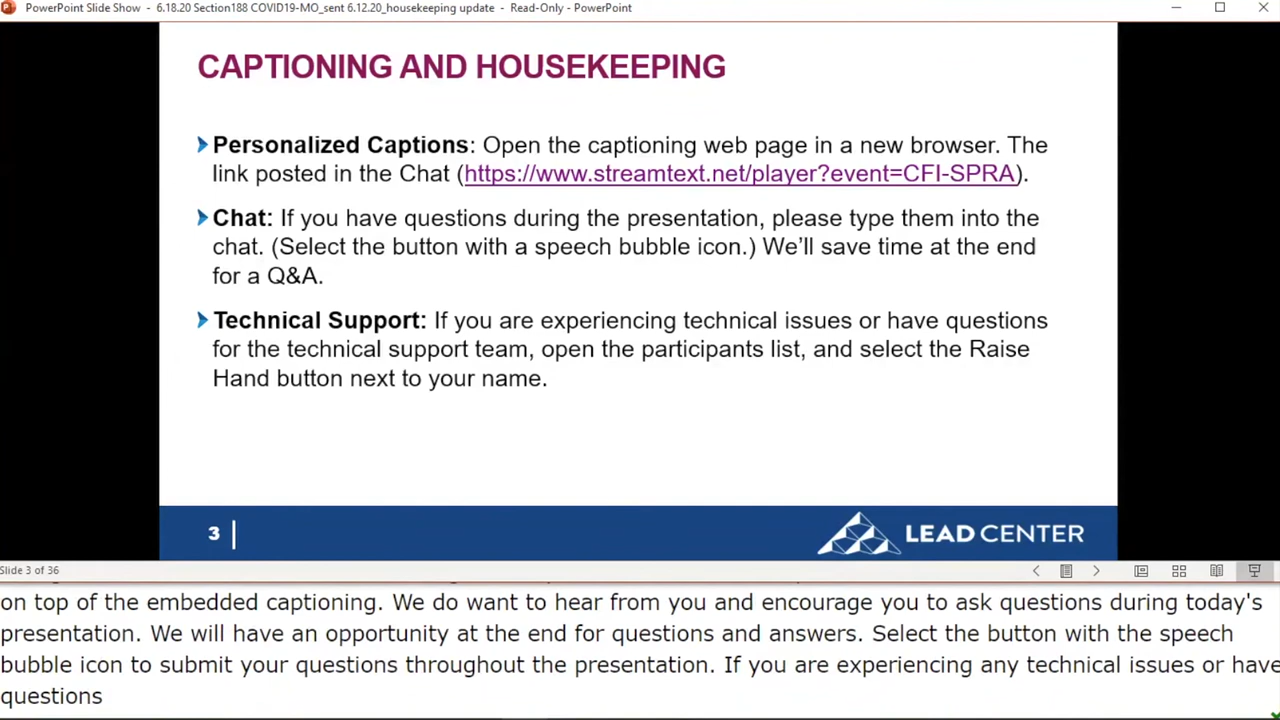 PowerPoint Slide Show - 6.18.20 Section188 COVID19-MO_sent 6.12.20_housekeeping update - Read-Only - PowerPoint
CAPTIONING AND HOUSEKEEPING
Personalized Captions: Open the captioning web page in a new browser. The
link posted in the Chat (https://www.streamtext.net/player?event=CFI-SPRA).
Chat: If you have questions during the presentation, please type them into the
chat. (Select the button with a speech bubble icon.) We’ll save time at the end
for a Q&A.
Technical Support: If you are experiencing technical issues or have questions
for the technical support team, open the participants list, and select the Raise
Hand button next to your name.
3
LEAD CENTER
Slide 3 of 36
on top of the embedded captioning. We do want to hear from you and encourage you to ask questions during today's
presentation. We will have an opportunity at the end for questions and answers. Select the button with the speech
bubble icon to submit your questions throughout the presentation. If you are experiencing any technical issues or have
questions